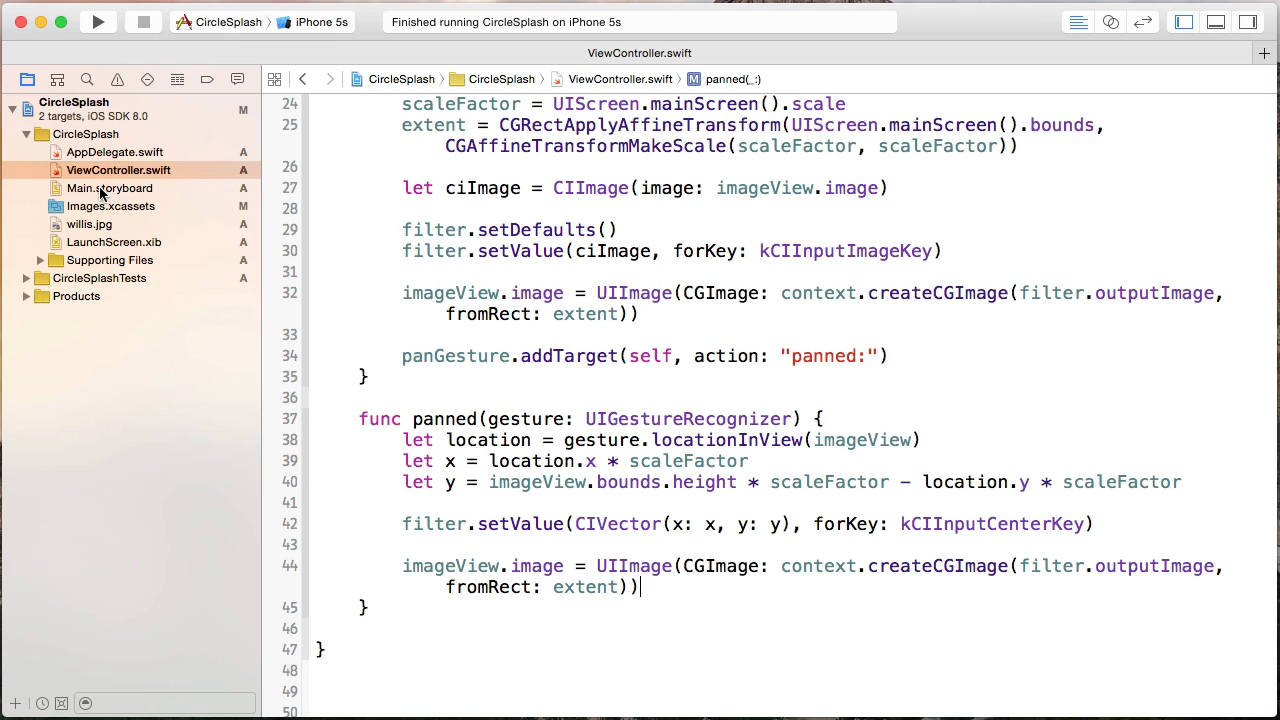 CircleSplash 〉 iPhone 5s
Finished running CircleSplash on iPhone 5s
ViewController.swift
CircleSplash 〉 CircleSplash 〉 ViewController.swift 〉 M panned(_:)
CircleSplash
2 targets, iOS SDK 8.0 M
CircleSplash
AppDelegate.swift A
ViewController.swift A
Main.storyboard A
Images.xcassets M
willis.jpg A
LaunchScreen.xib A
Supporting Files A
CircleSplashTests A
Products
24 scaleFactor = UIScreen.mainScreen().scale
25 extent = CGRectApplyAffineTransform(UIScreen.mainScreen().bounds,
CGAffineTransformMakeScale(scaleFactor, scaleFactor))
26
27 let ciImage = CIImage(image: imageView.image)
28
29 filter.setDefaults()
30 filter.setValue(ciImage, forKey: kCIInputImageKey)
31
32 imageView.image = UIImage(CGImage: context.createCGImage(filter.outputImage,
fromRect: extent))
33
34 panGesture.addTarget(self, action: "panned:")
35 }
36
37 func panned(gesture: UIGestureRecognizer) {
38 let location = gesture.locationInView(imageView)
39 let x = location.x * scaleFactor
40 let y = imageView.bounds.height * scaleFactor - location.y * scaleFactor
41
42 filter.setValue(CIVector(x: x, y: y), forKey: kCIInputCenterKey)
43
44 imageView.image = UIImage(CGImage: context.createCGImage(filter.outputImage,
fromRect: extent))
45 }
46
47 }
48
49
50